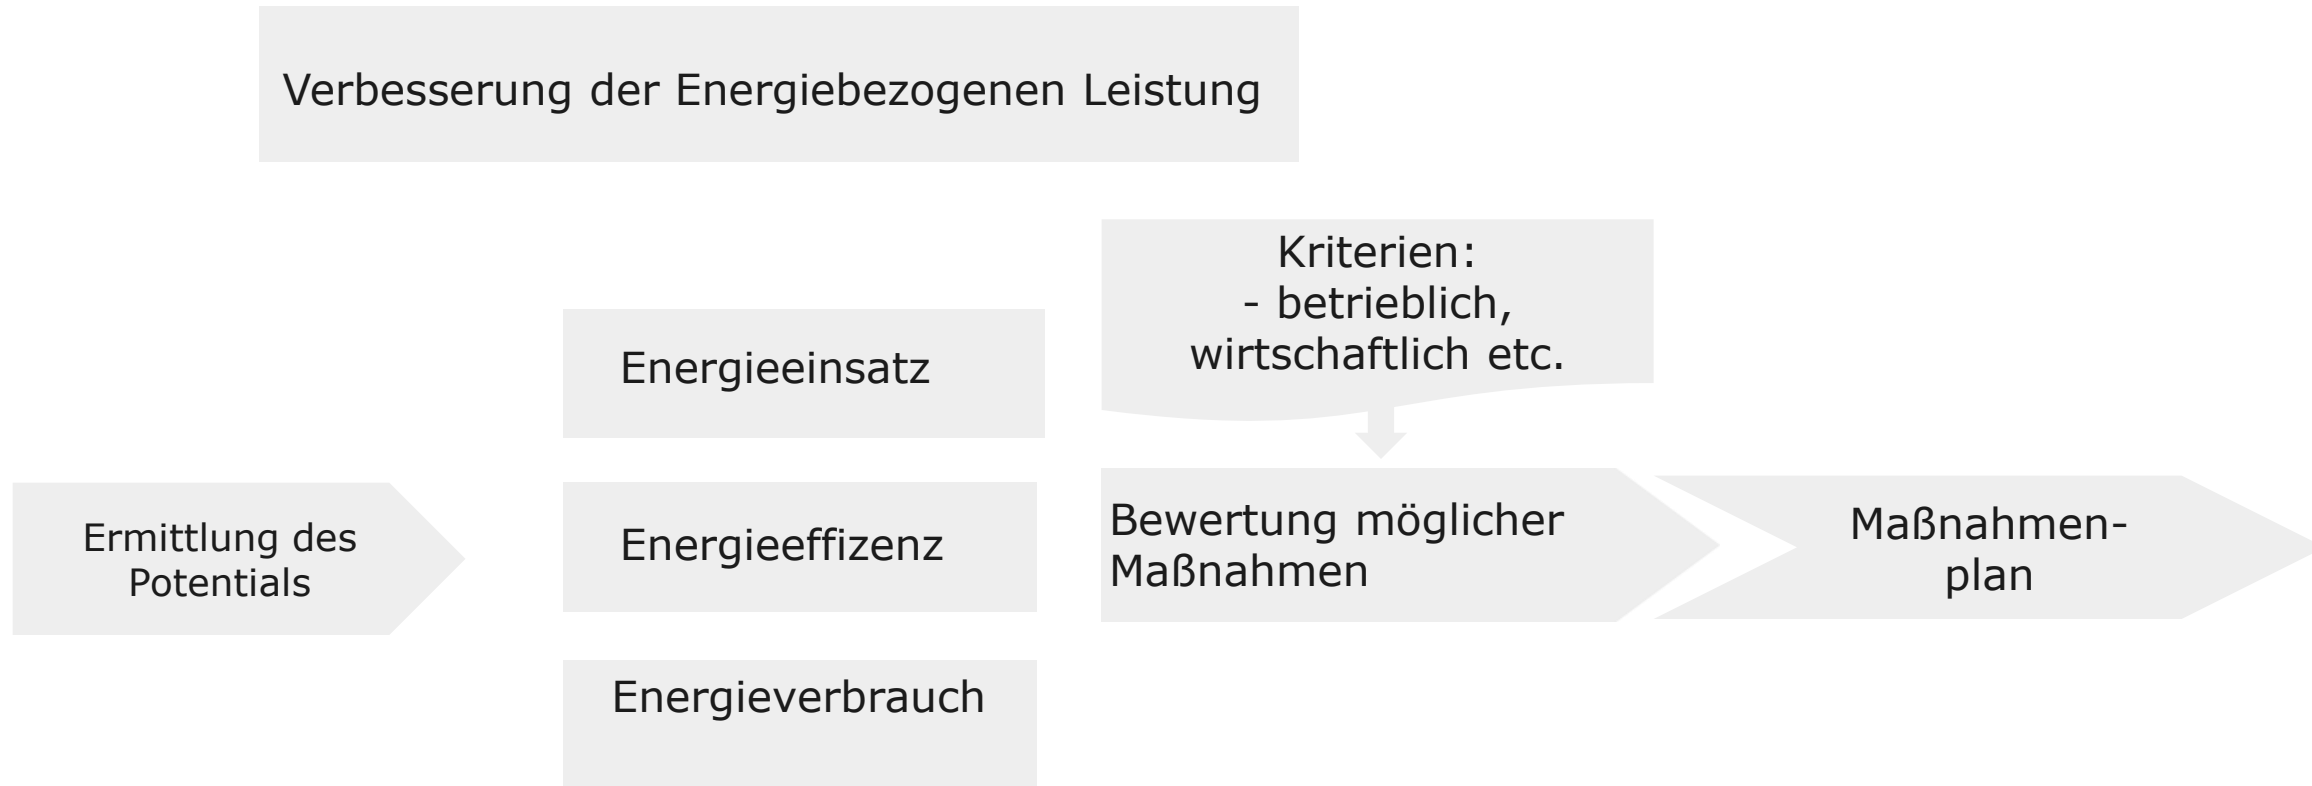 Verbesserung der Energiebezogenen Leistung
Ermittlung des
Potentials
Energieeinsatz
Energieeffizenz
Energieverbrauch
Kriterien:
- betrieblich,
wirtschaftlich etc.
Bewertung möglicher
Maßnahmen
Maßnahmen-
plan